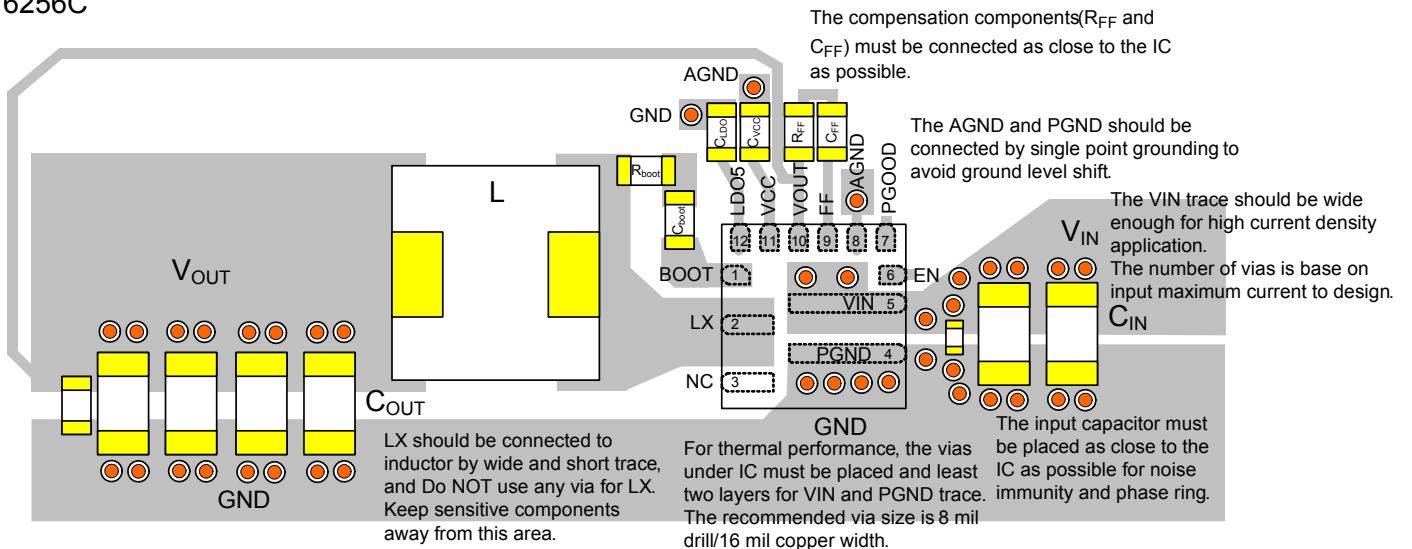 6256C
The compensation components(RFF and
CFF) must be connected as close to the IC
as possible.
AGND
GND
CLDO
CVCC
RFF
CFF
The AGND and PGND should be
connected by single point grounding to
avoid ground level shift.
Rboot
Cboot
LDO5
VCC
VOUT
FF
AGND
PGOOD
The VIN trace should be wide
enough for high current density
application.
The number of vias is base on
input maximum current to design.
L
VOUT
VIN
12
11
10
9
8
7
BOOT
1
6
EN
VIN
5
LX
2
CIN
PGND
4
NC
3
COUT
GND
GND
LX should be connected to
inductor by wide and short trace,
and Do NOT use any via for LX.
Keep sensitive components
away from this area.
For thermal performance, the vias
under IC must be placed and least
two layers for VIN and PGND trace.
The recommended via size is 8 mil
drill/16 mil copper width.
The input capacitor must
be placed as close to the
IC as possible for noise
immunity and phase ring.